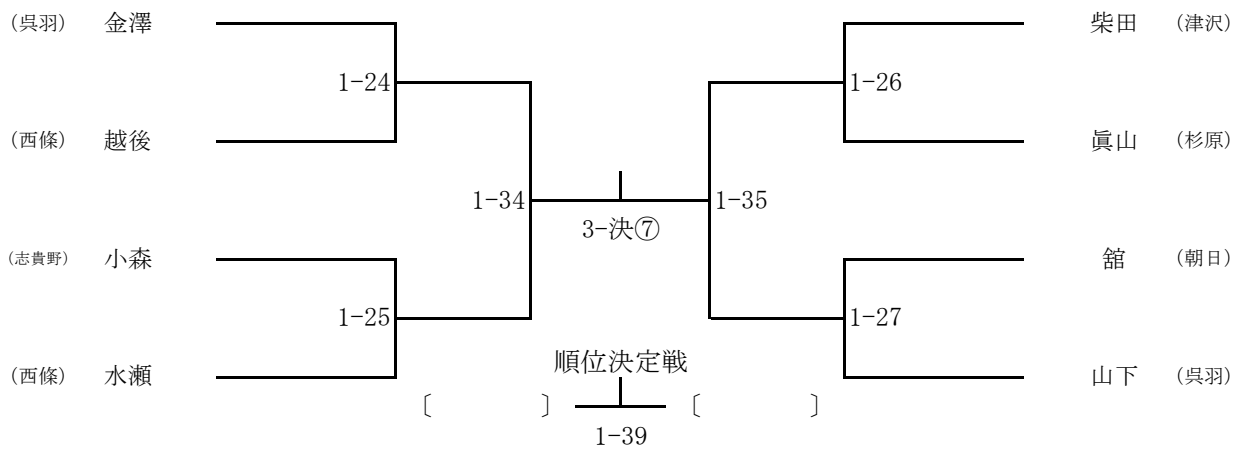 (呉羽) 金澤 柴田 (津沢)
1-24 1-26
(西條) 越後 眞山 (杉原)
1-34 1-35
3-決⑦
(志貴野) 小森 舘 (朝日)
1-25 1-27
順位決定戦
(西條) 水瀬 山下 (呉羽)
〔 〕 〔 〕
1-39